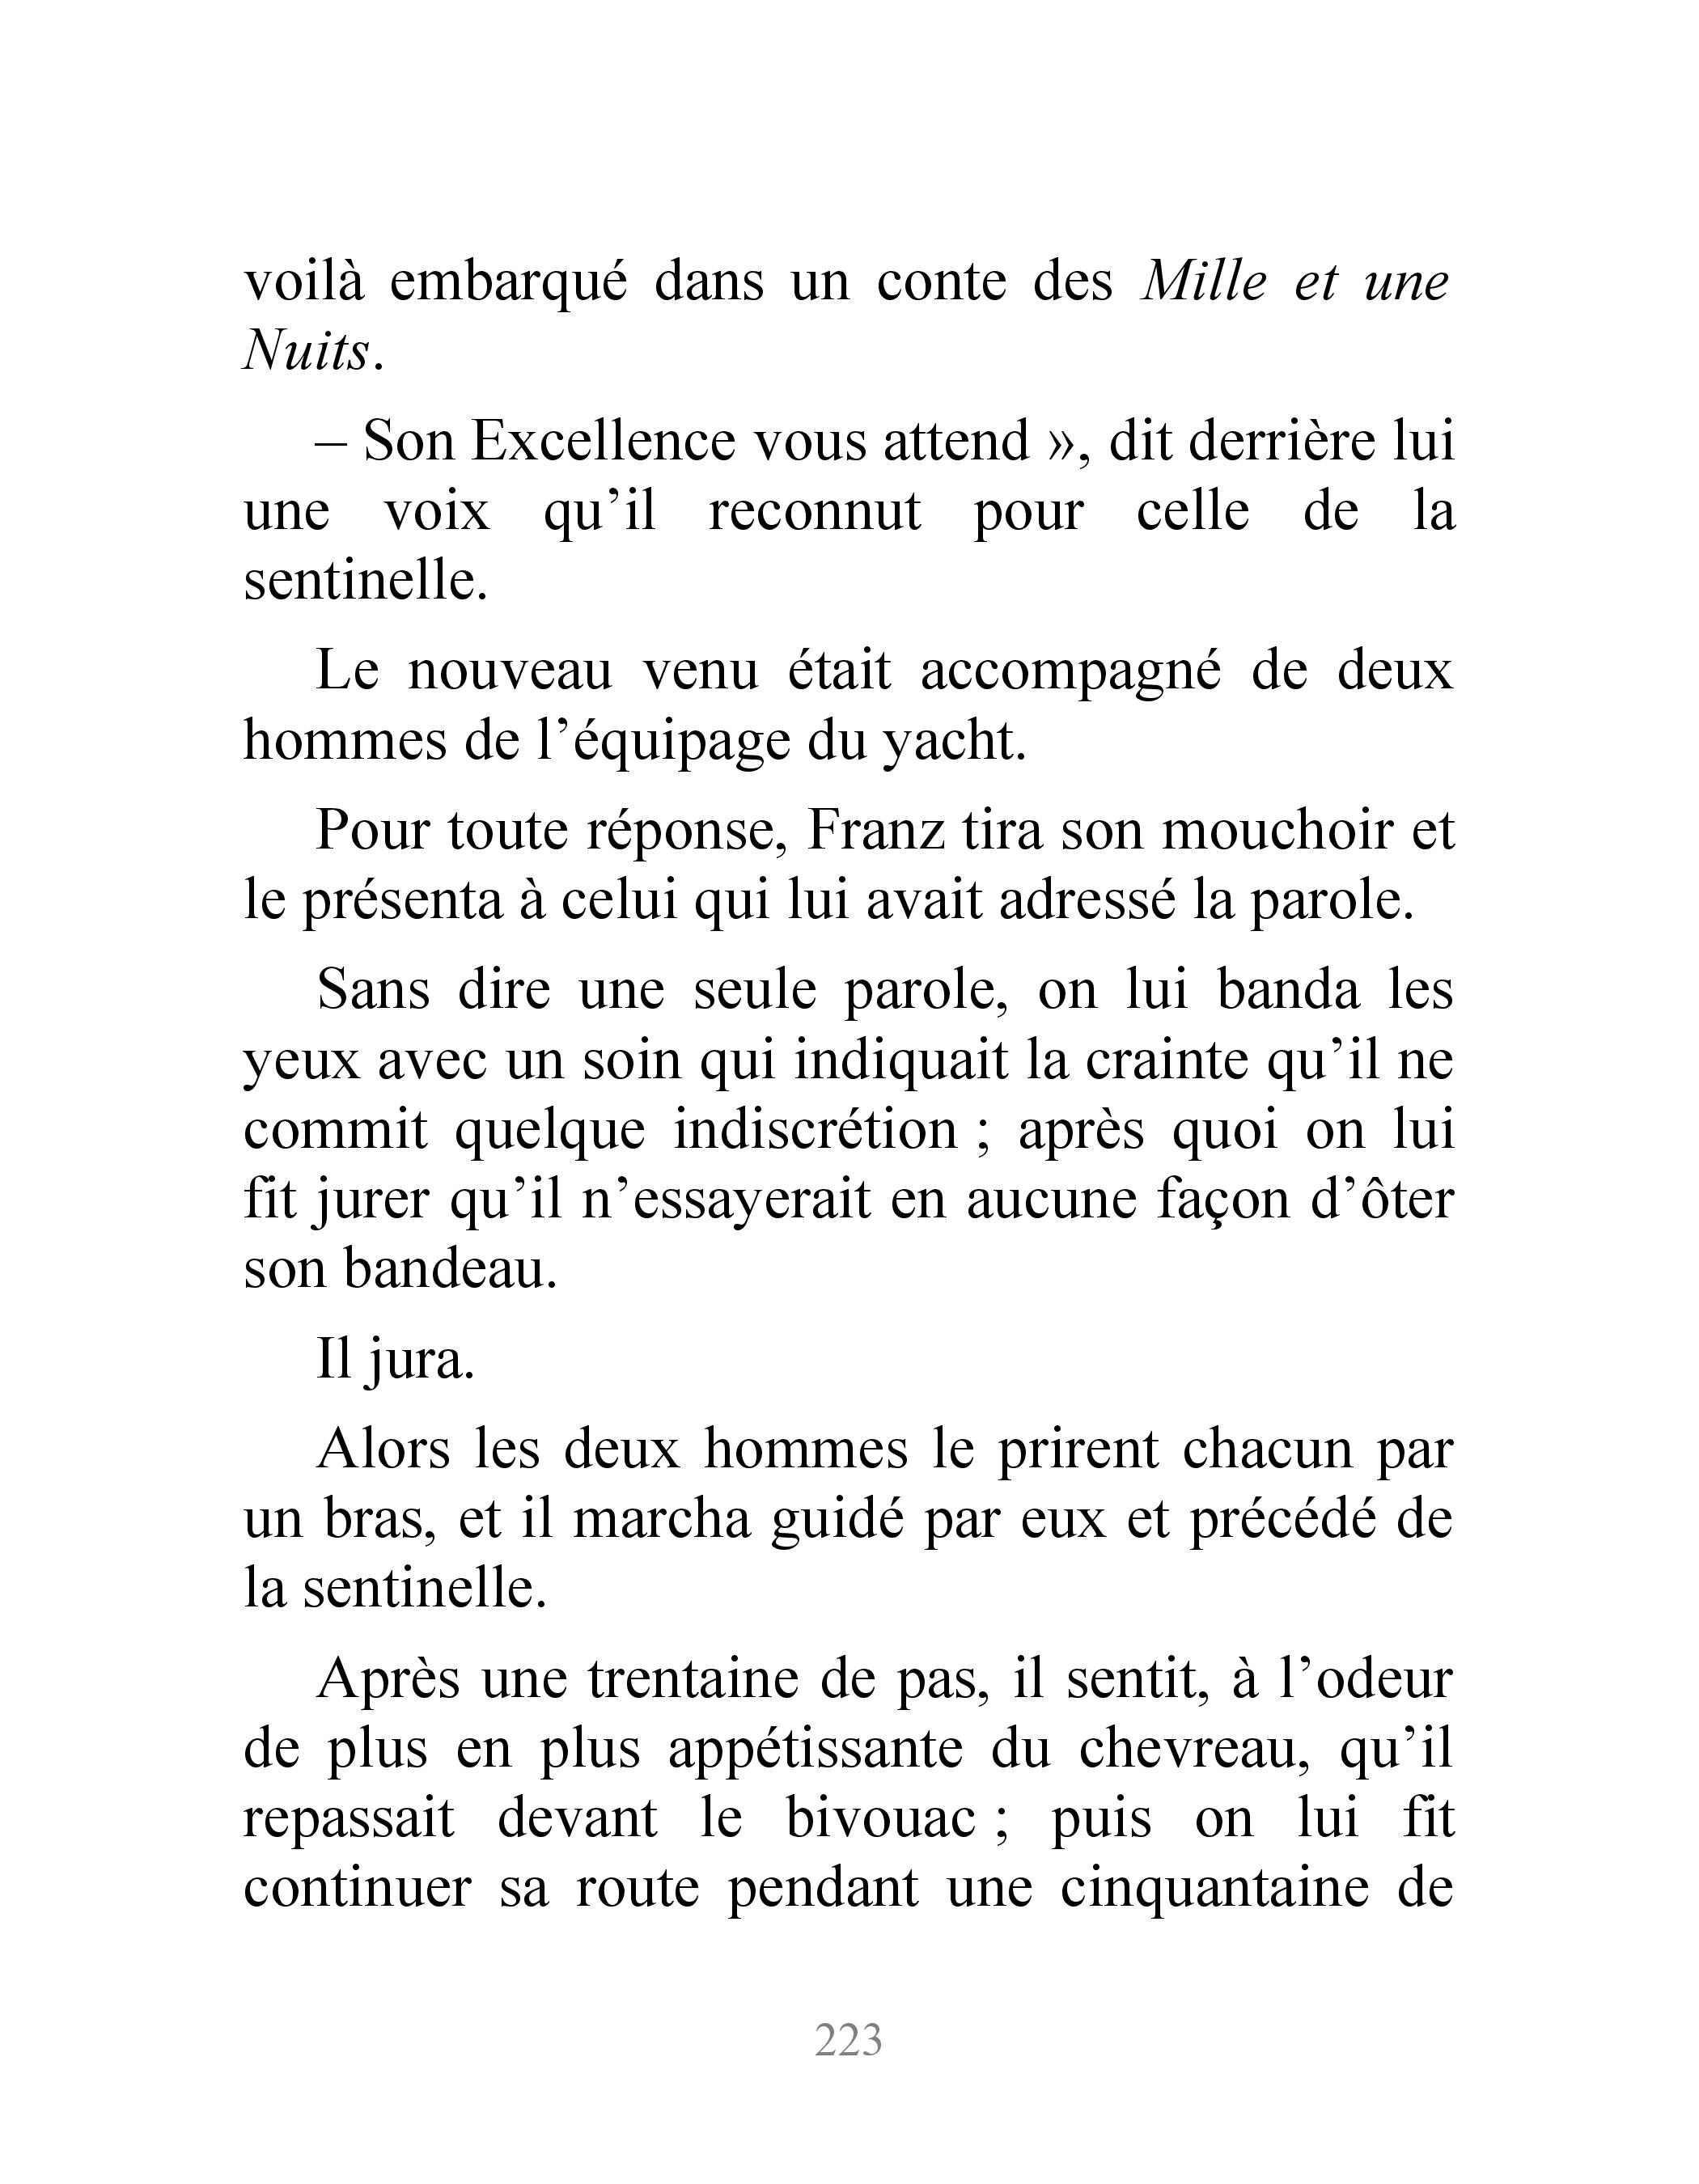 voilà embarqué dans un conte des Mille et une
Nuits.
– Son Excellence vous attend », dit derrière lui
une voix qu’il reconnut pour celle de la
sentinelle.
Le nouveau venu était accompagné de deux
hommes de l’équipage du yacht.
Pour toute réponse, Franz tira son mouchoir et
le présenta à celui qui lui avait adressé la parole.
Sans dire une seule parole, on lui banda les
yeux avec un soin qui indiquait la crainte qu’il ne
commit quelque indiscrétion ; après quoi on lui
fit jurer qu’il n’essayerait en aucune façon d’ôter
son bandeau.
Il jura.
Alors les deux hommes le prirent chacun par
un bras, et il marcha guidé par eux et précédé de
la sentinelle.
Après une trentaine de pas, il sentit, à l’odeur
de plus en plus appétissante du chevreau, qu’il
repassait devant le bivouac ; puis on lui fit
continuer sa route pendant une cinquantaine de
223